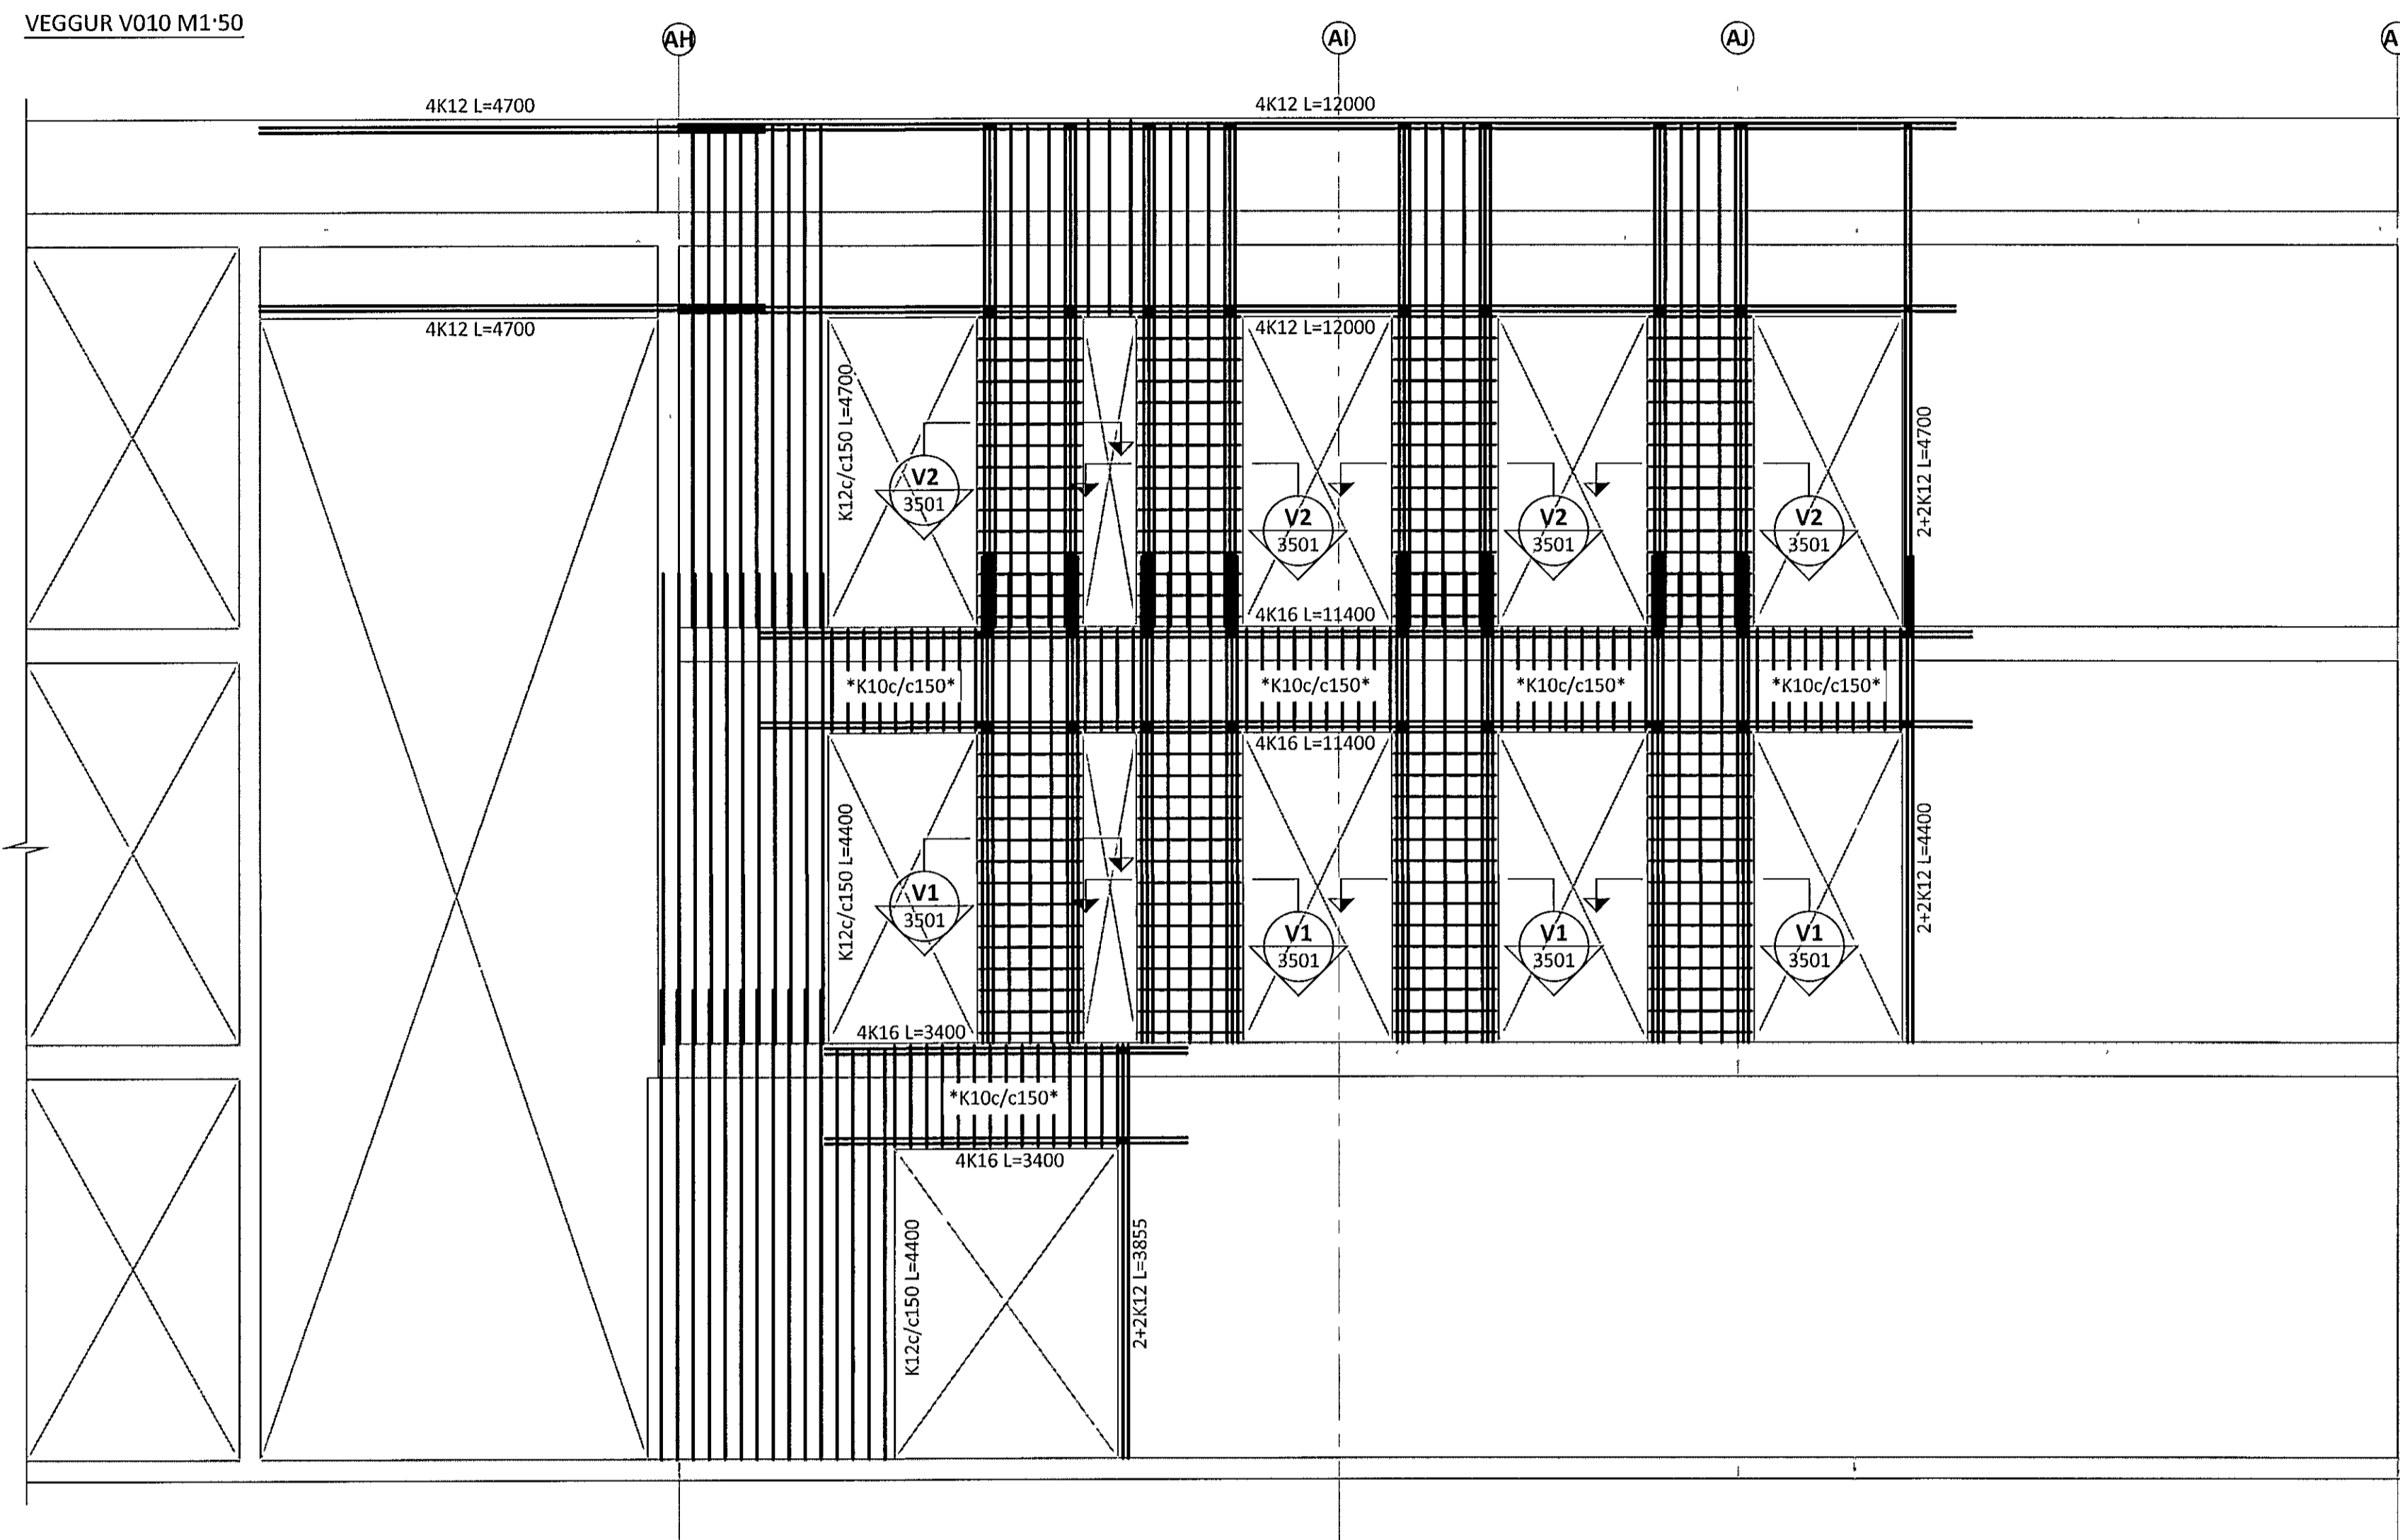 VEGGUR V010 M1:50
AH
AI
AJ
4K12 L=4700
4K12 L=12000
4K12 L=4700
4K12 L=12000
K12c/c150 L=4700
2+2K12 L=4700
V2
3501
V2
3501
V2
3501
V2
3501
4K16 L=11400
*K10c/c150*
*K10c/c150*
*K10c/c150*
*K10c/c150*
4K16 L=11400
K12c/c150 L=4400
2+2K12 L=4400
V1
3501
V1
3501
V1
3501
V1
3501
4K16 L=3400
*K10c/c150*
4K16 L=3400
K12c/c150 L=4400
2+2K12 L=3855